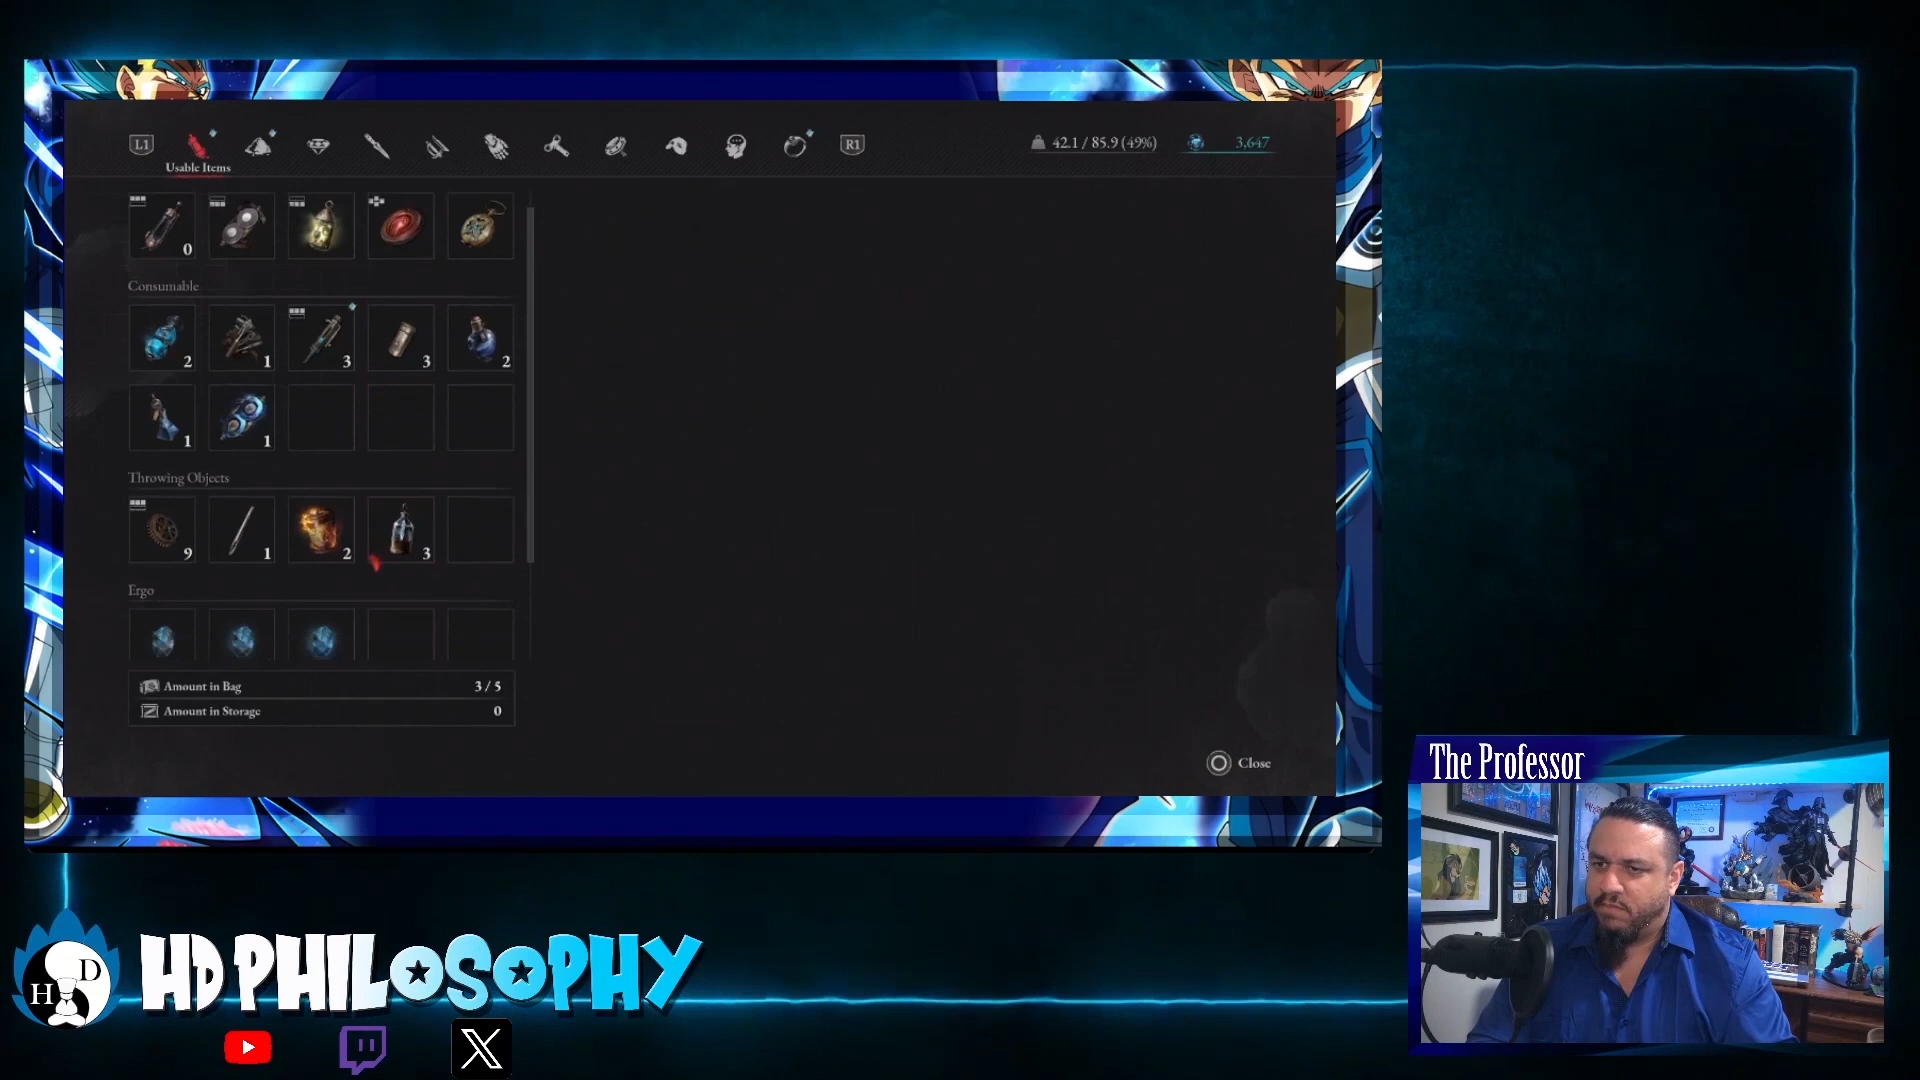 L1
R1
42.1 / 85.9 (49%)
3,647
Usable Items
0
Consumable
2
1
3
3
2
1
1
Throwing Objects
9
1
2
3
Ergo
Amount in Bag 3 / 5
Amount in Storage 0
Close
The Professor
H D
HD PHILOSOPHY